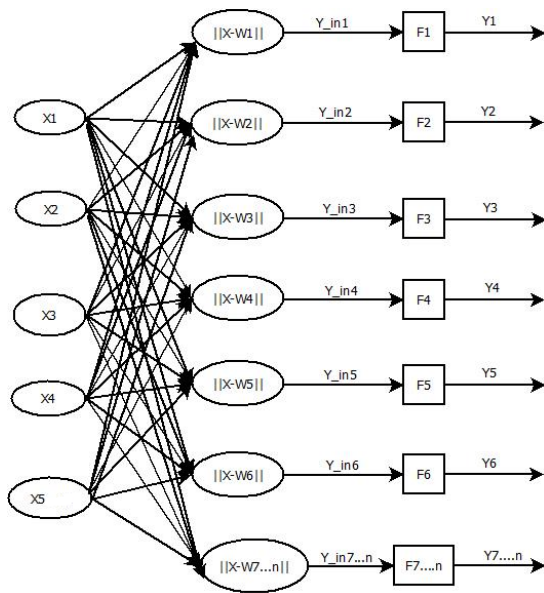 ||X-W1|| Y_in1 F1 Y1
X1
||X-W2|| Y_in2 F2 Y2
X2
||X-W3|| Y_in3 F3 Y3
X3
||X-W4|| Y_in4 F4 Y4
X4
||X-W5|| Y_in5 F5 Y5
||X-W6|| Y_in6 F6 Y6
X5
||X-W7...n|| Y_in7...n F7....n Y7....n